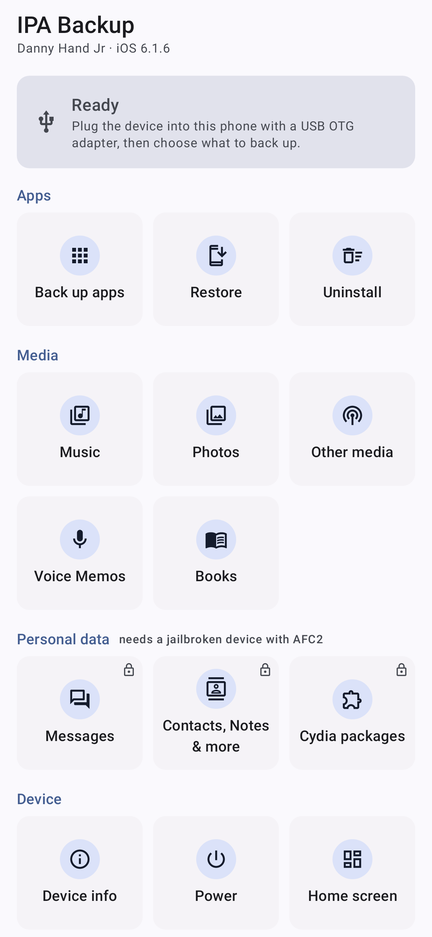 IPA Backup
Danny Hand Jr · iOS 6.1.6
Ready
Plug the device into this phone with a USB OTG
adapter, then choose what to back up.
Apps
Back up apps
Restore
Uninstall
Media
Music
Photos
Other media
Voice Memos
Books
Personal data needs a jailbroken device with AFC2
Messages
Contacts, Notes
& more
Cydia packages
Device
Device info
Power
Home screen